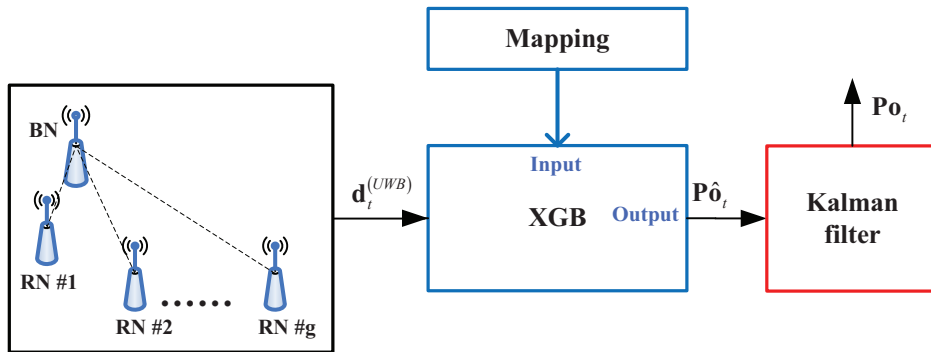 Mapping
BN
RN #1
RN #2
......
RN #g
d_t^{(UWB)}
Input
XGB
Output
Pô_t
Kalman
filter
Po_t